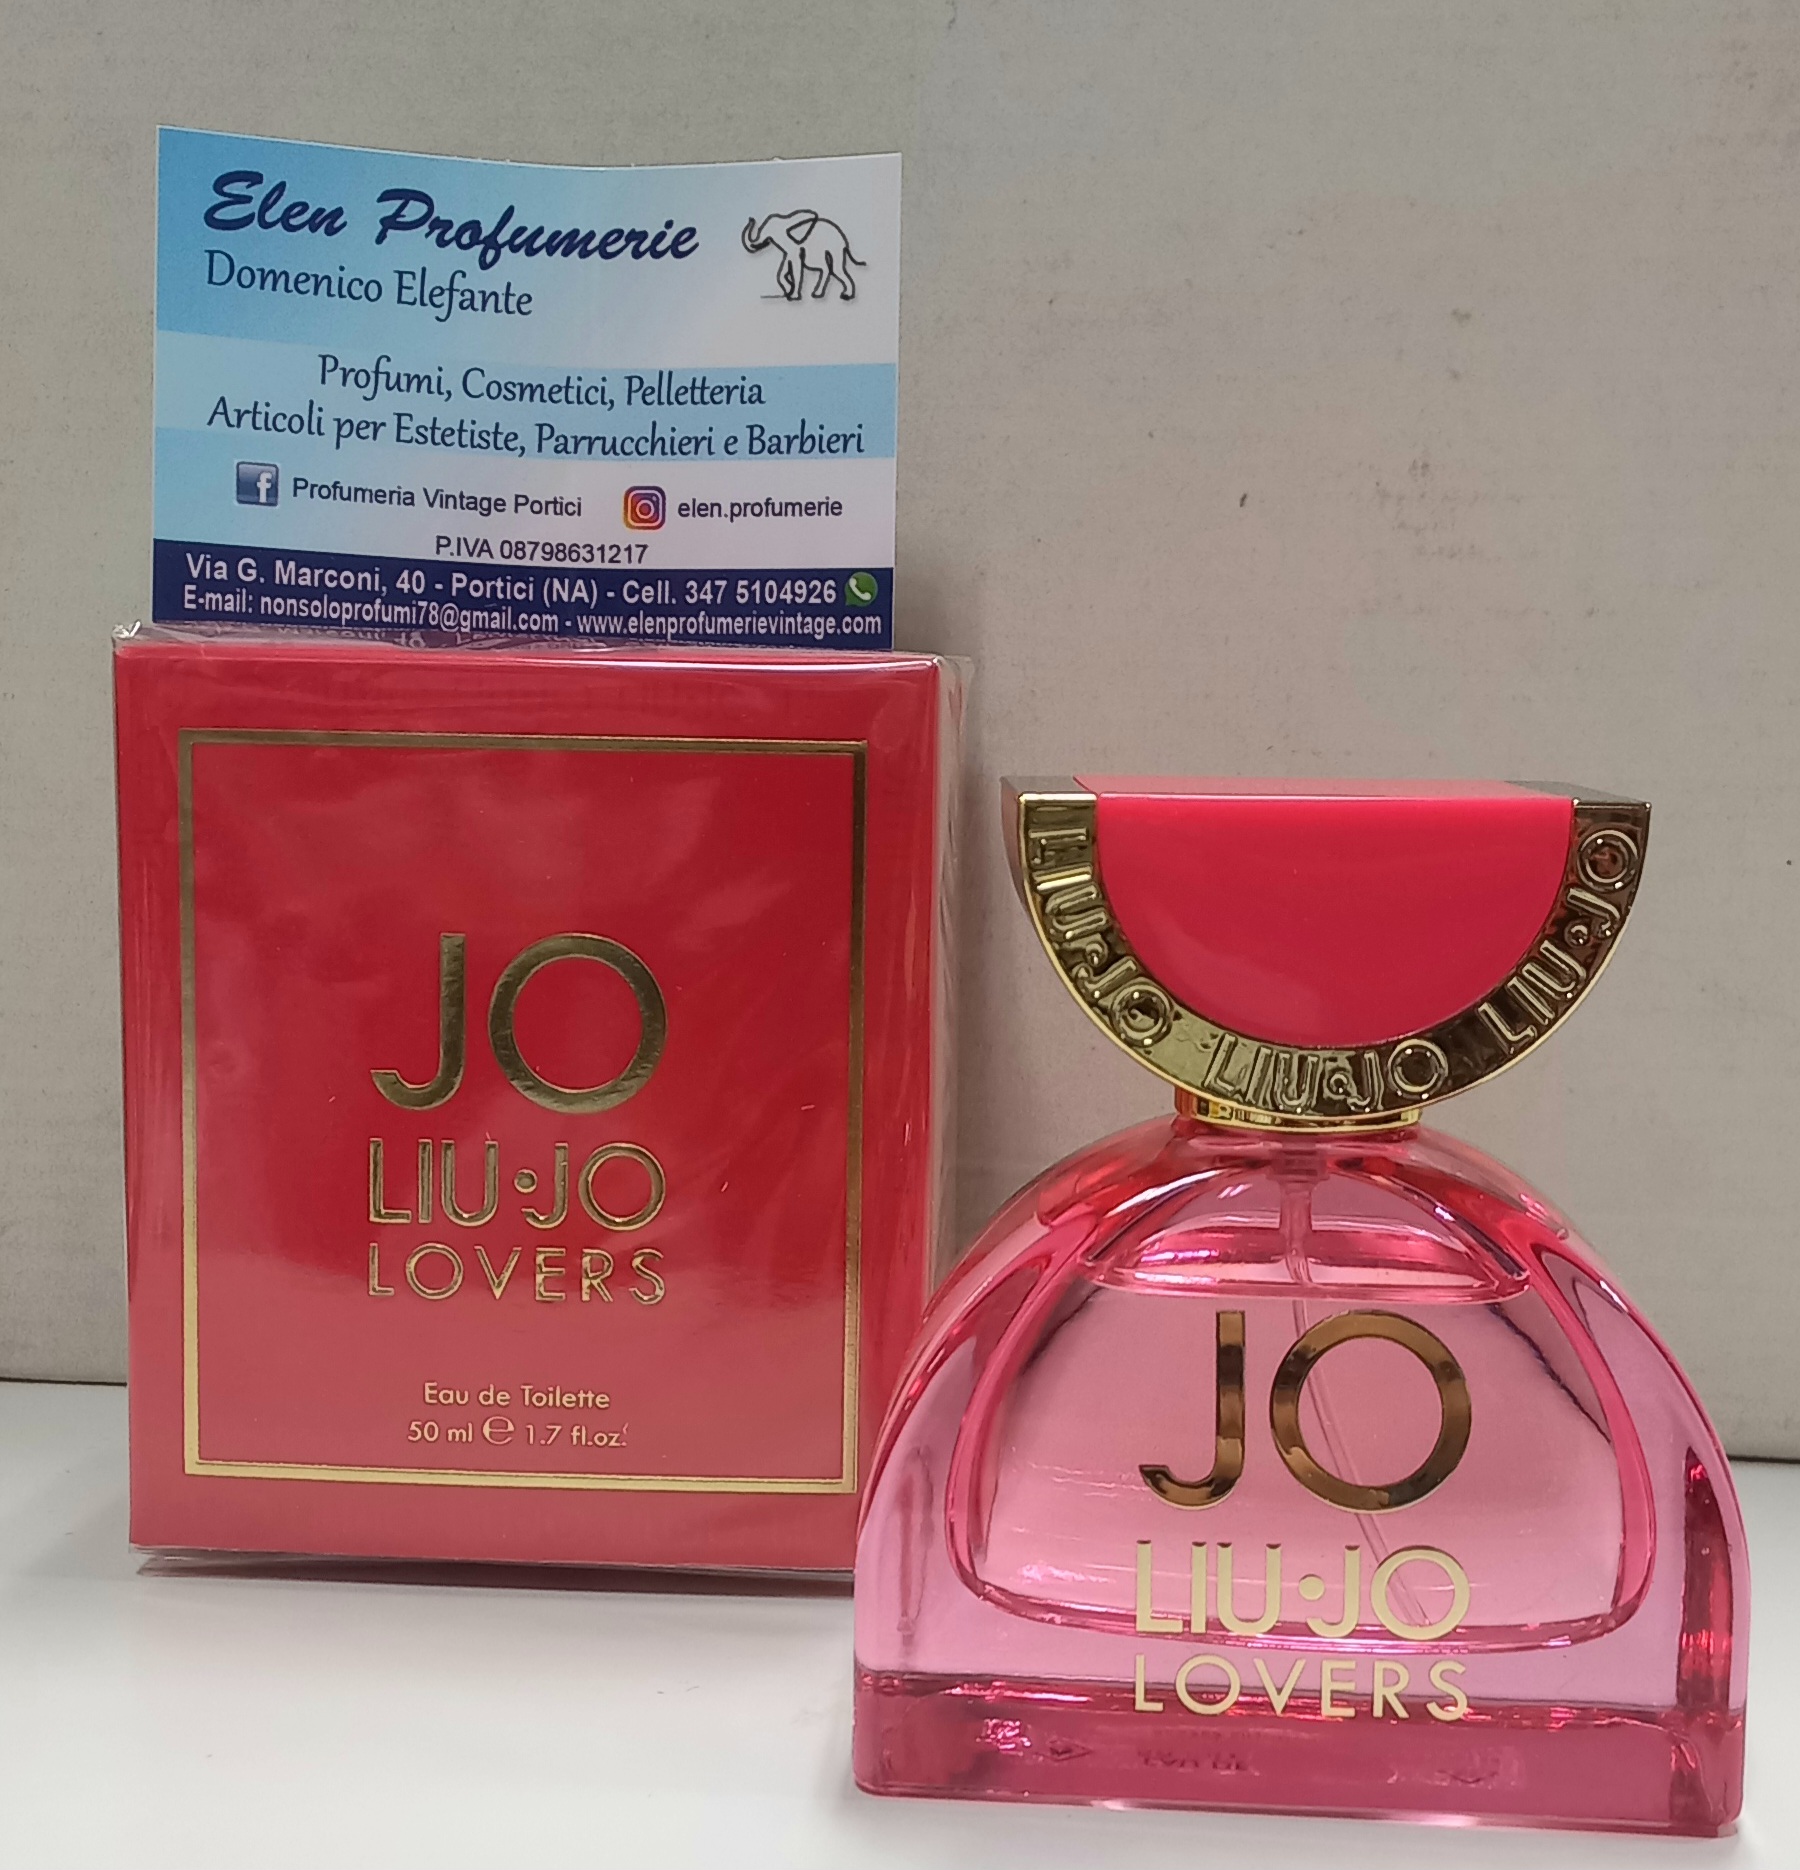 Elen Profumerie
Domenico Elefante
Profumi, Cosmetici, Pelletteria
Articoli per Estetiste, Parrucchieri e Barbieri
Profumeria Vintage Portici elen.profumerie
P.IVA 08798631217
Via G. Marconi, 40 - Portici (NA) - Cell. 347 5104926
E-mail: nonsoloprofumi78@gmail.com - www.elenprofumerievintage.com
JO
LIU·JO
LOVERS
Eau de Toilette
50 ml e 1.7 fl.oz.
LIU·JO LIU·JO LIU·JO
JO
LIU·JO
LOVERS